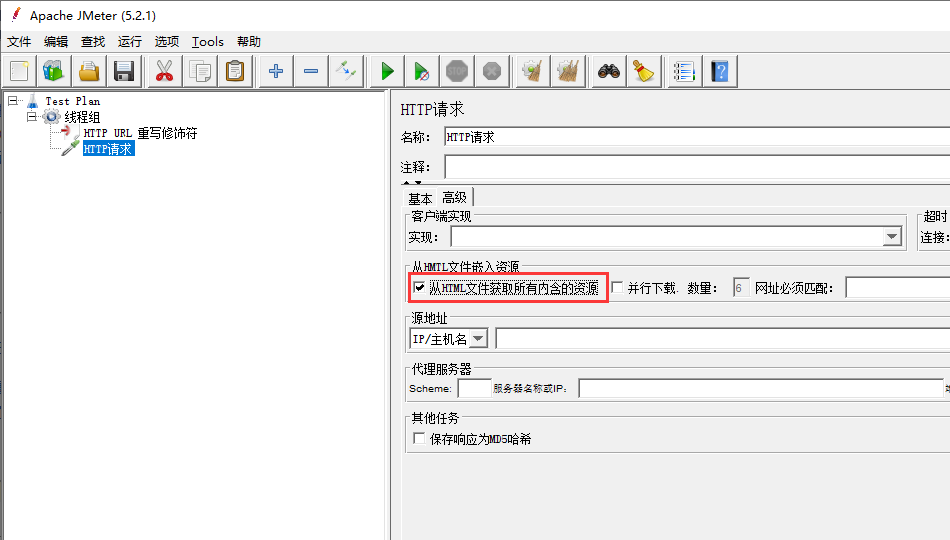 Apache JMeter (5.2.1)
文件 编辑 查找 运行 选项 Tools 帮助
STOP
?
Test Plan
线程组
HTTP URL 重写修饰符
HTTP请求
HTTP请求
名称： HTTP请求
注释：
基本 高级
客户端实现 超时
实现： 连接：
从HMTL文件嵌入资源
从HTML文件获取所有内含的资源 并行下载. 数量： 6 网址必须匹配：
源地址
IP/主机名
代理服务器
Scheme: 服务器名称或IP：
其他任务
保存响应为MD5哈希